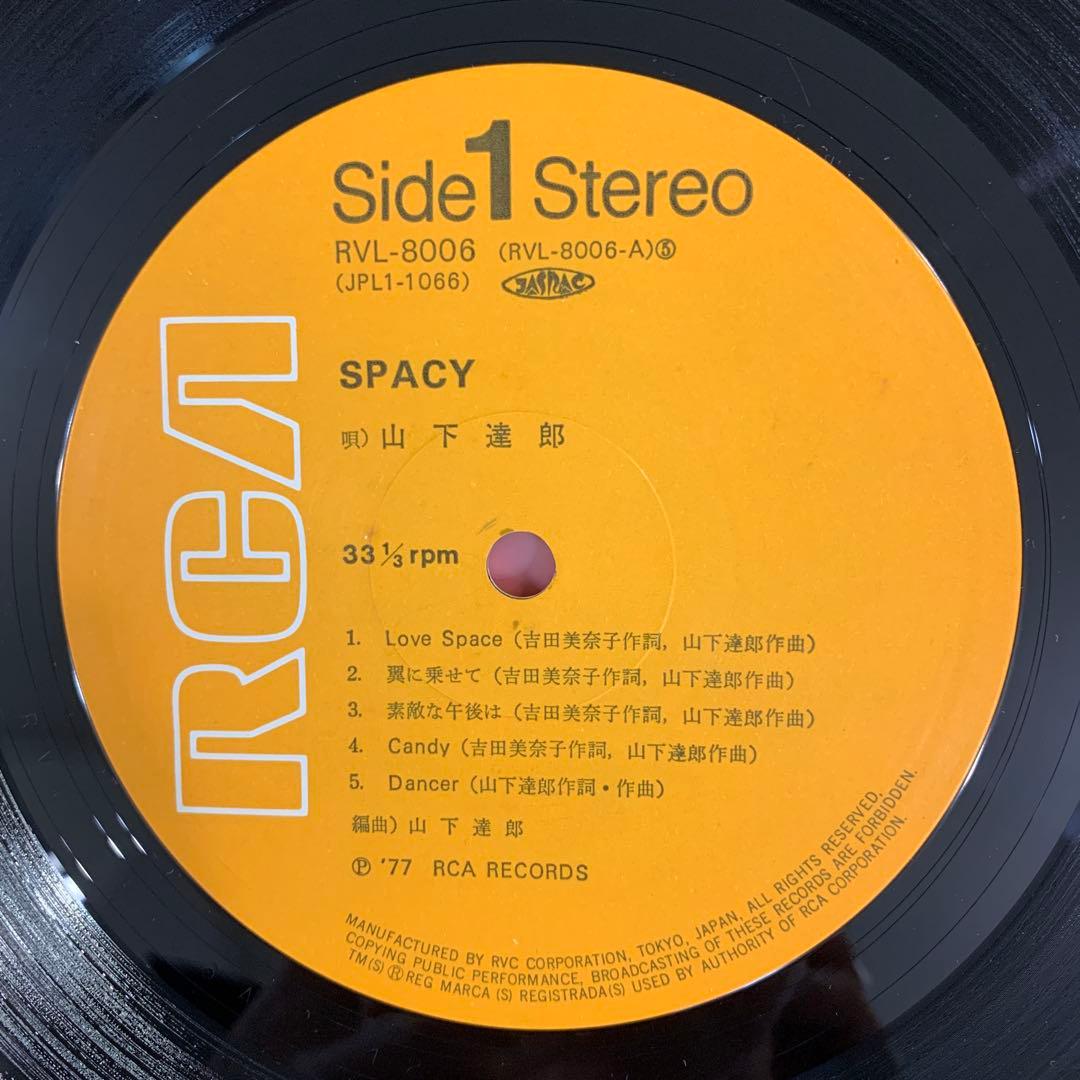 Side 1 Stereo
RVL-8006 (RVL-8006-A)⑤
(JPL1-1066) JASRAC
SPACY
唄) 山下達郎
33 1/3 rpm
1. Love Space (吉田美奈子作詞, 山下達郎作曲)
2. 翼に乗せて (吉田美奈子作詞, 山下達郎作曲)
3. 素敵な午後は (吉田美奈子作詞, 山下達郎作曲)
4. Candy (吉田美奈子作詞, 山下達郎作曲)
5. Dancer (山下達郎作詞・作曲)
編曲) 山下達郎
Ⓟ '77 RCA RECORDS
MANUFACTURED BY RVC CORPORATION, TOKYO, JAPAN, ALL RIGHTS RESERVED.
COPYING PUBLIC PERFORMANCE, BROADCASTING OF THESE RECORDS ARE FORBIDDEN.
TM(S) Ⓡ REG MARCA (S) REGISTRADA(S) USED BY AUTHORITY OF RCA CORPORATION.
RCA